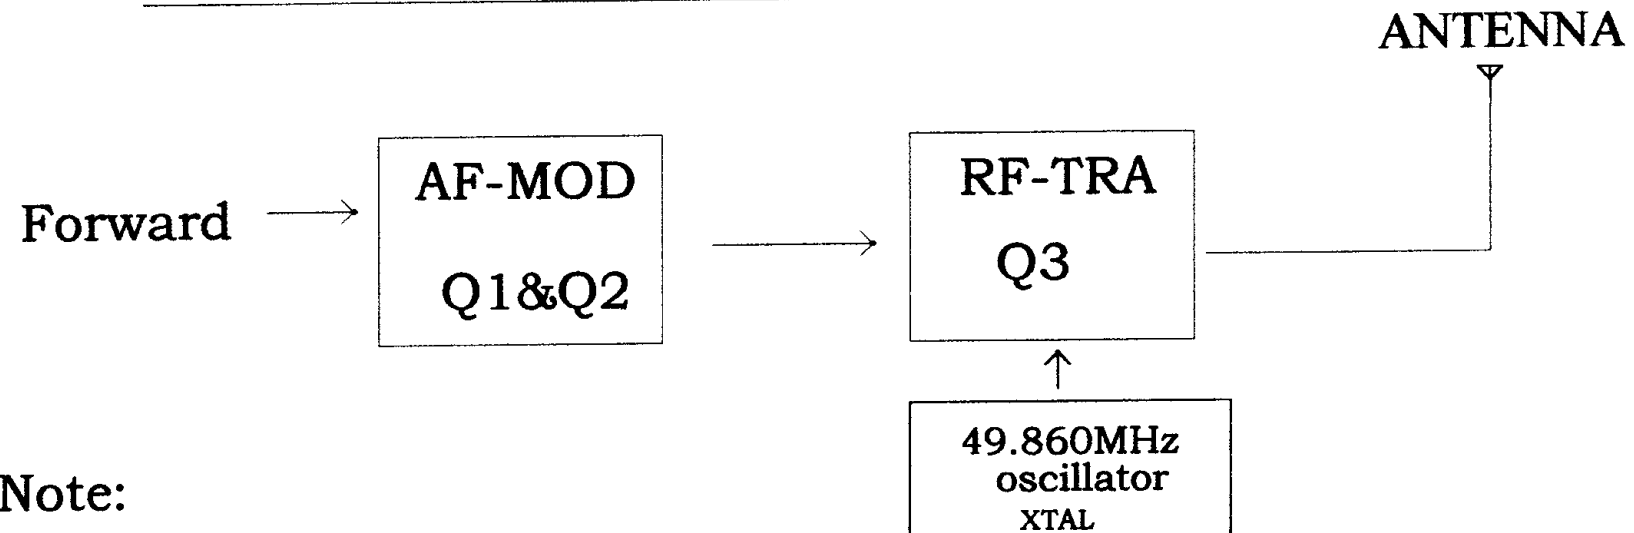 ANTENNA
Forward
AF-MOD
Q1&Q2
RF-TRA
Q3
49.860MHz
oscillator
XTAL
Note: